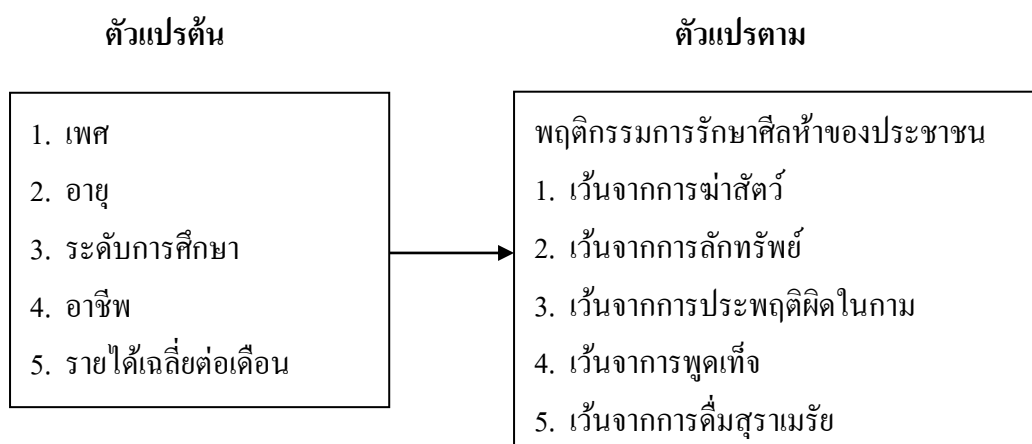 ตัวแปรต้น
ตัวแปรตาม
1. เพศ
2. อายุ
3. ระดับการศึกษา
4. อาชีพ
5. รายได้เฉลี่ยต่อเดือน
พฤติกรรมการรักษาศีลห้าของประชาชน
1. เว้นจากการฆ่าสัตว์
2. เว้นจากการลักทรัพย์
3. เว้นจากการประพฤติผิดในกาม
4. เว้นจาการพูดเท็จ
5. เว้นจากการดื่มสุราเมรัย